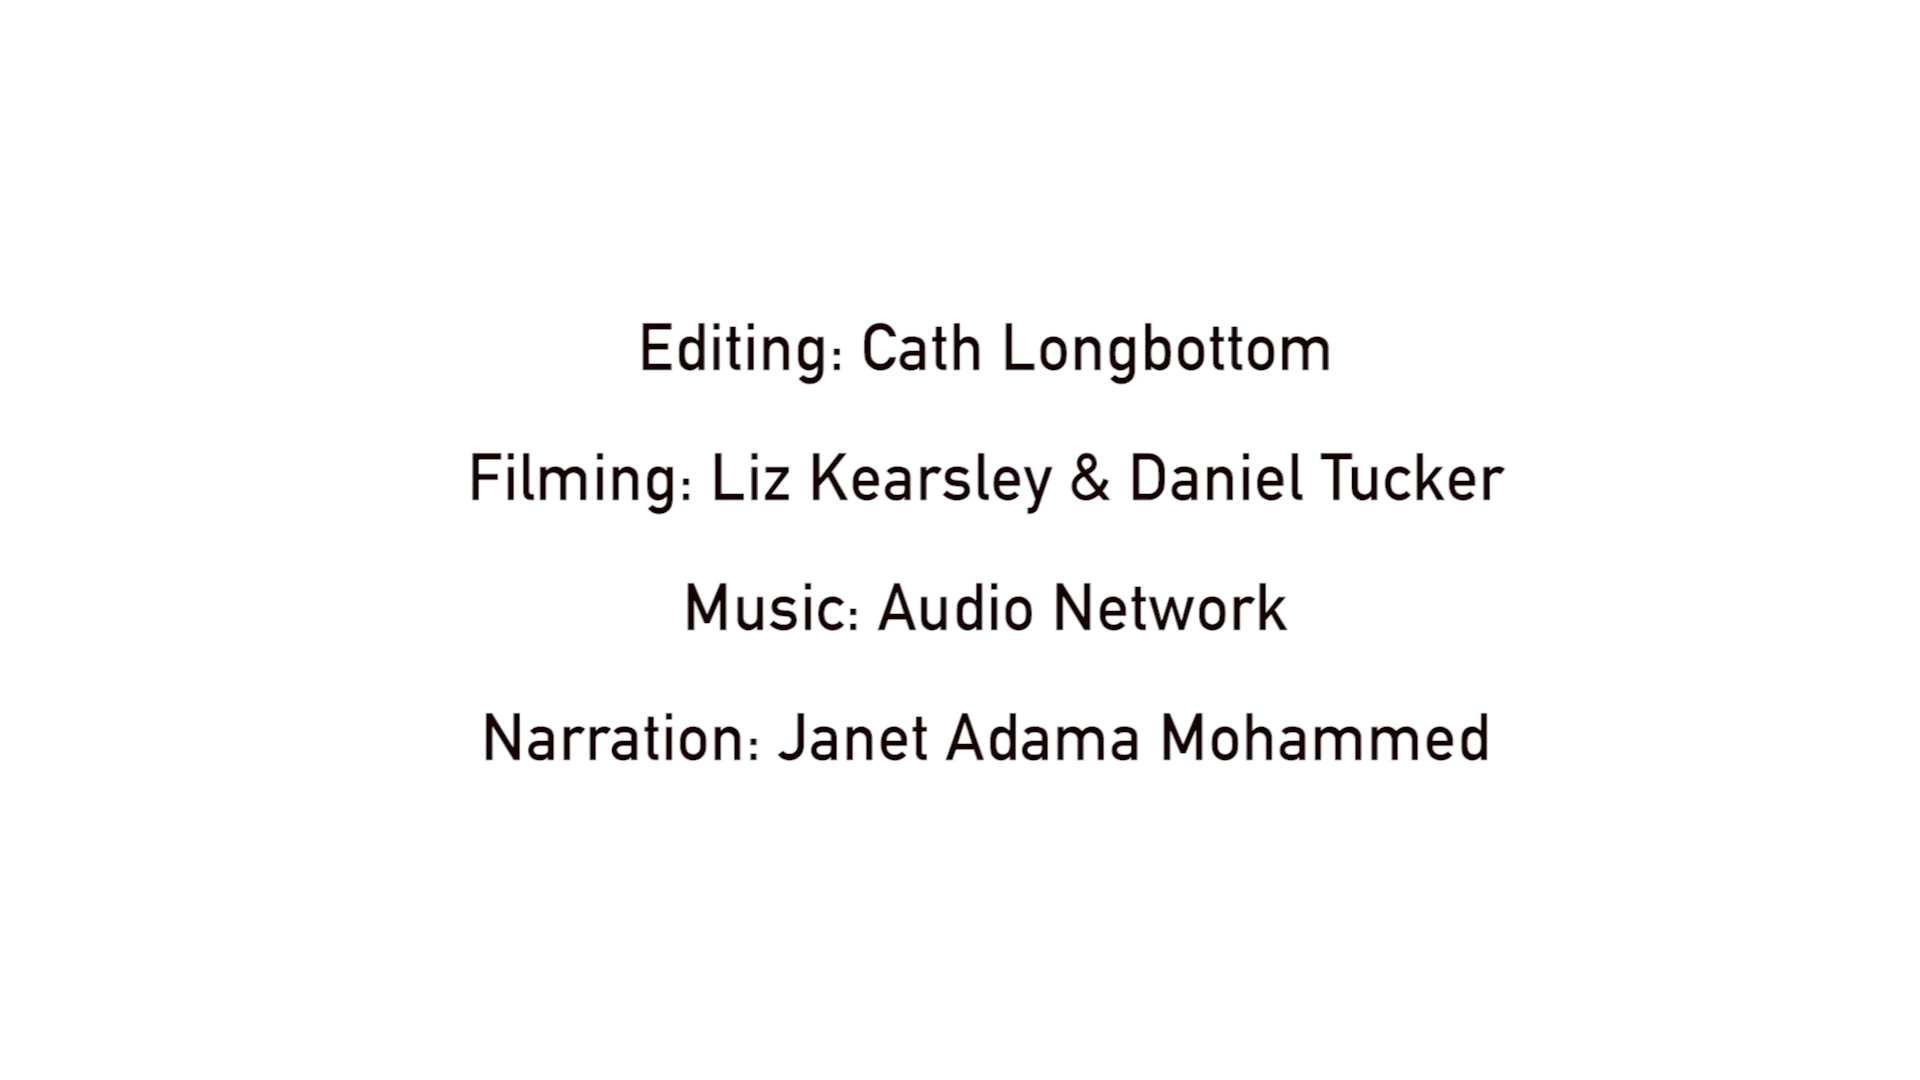 Editing: Cath Longbottom
Filming: Liz Kearsley & Daniel Tucker
Music: Audio Network
Narration: Janet Adama Mohammed